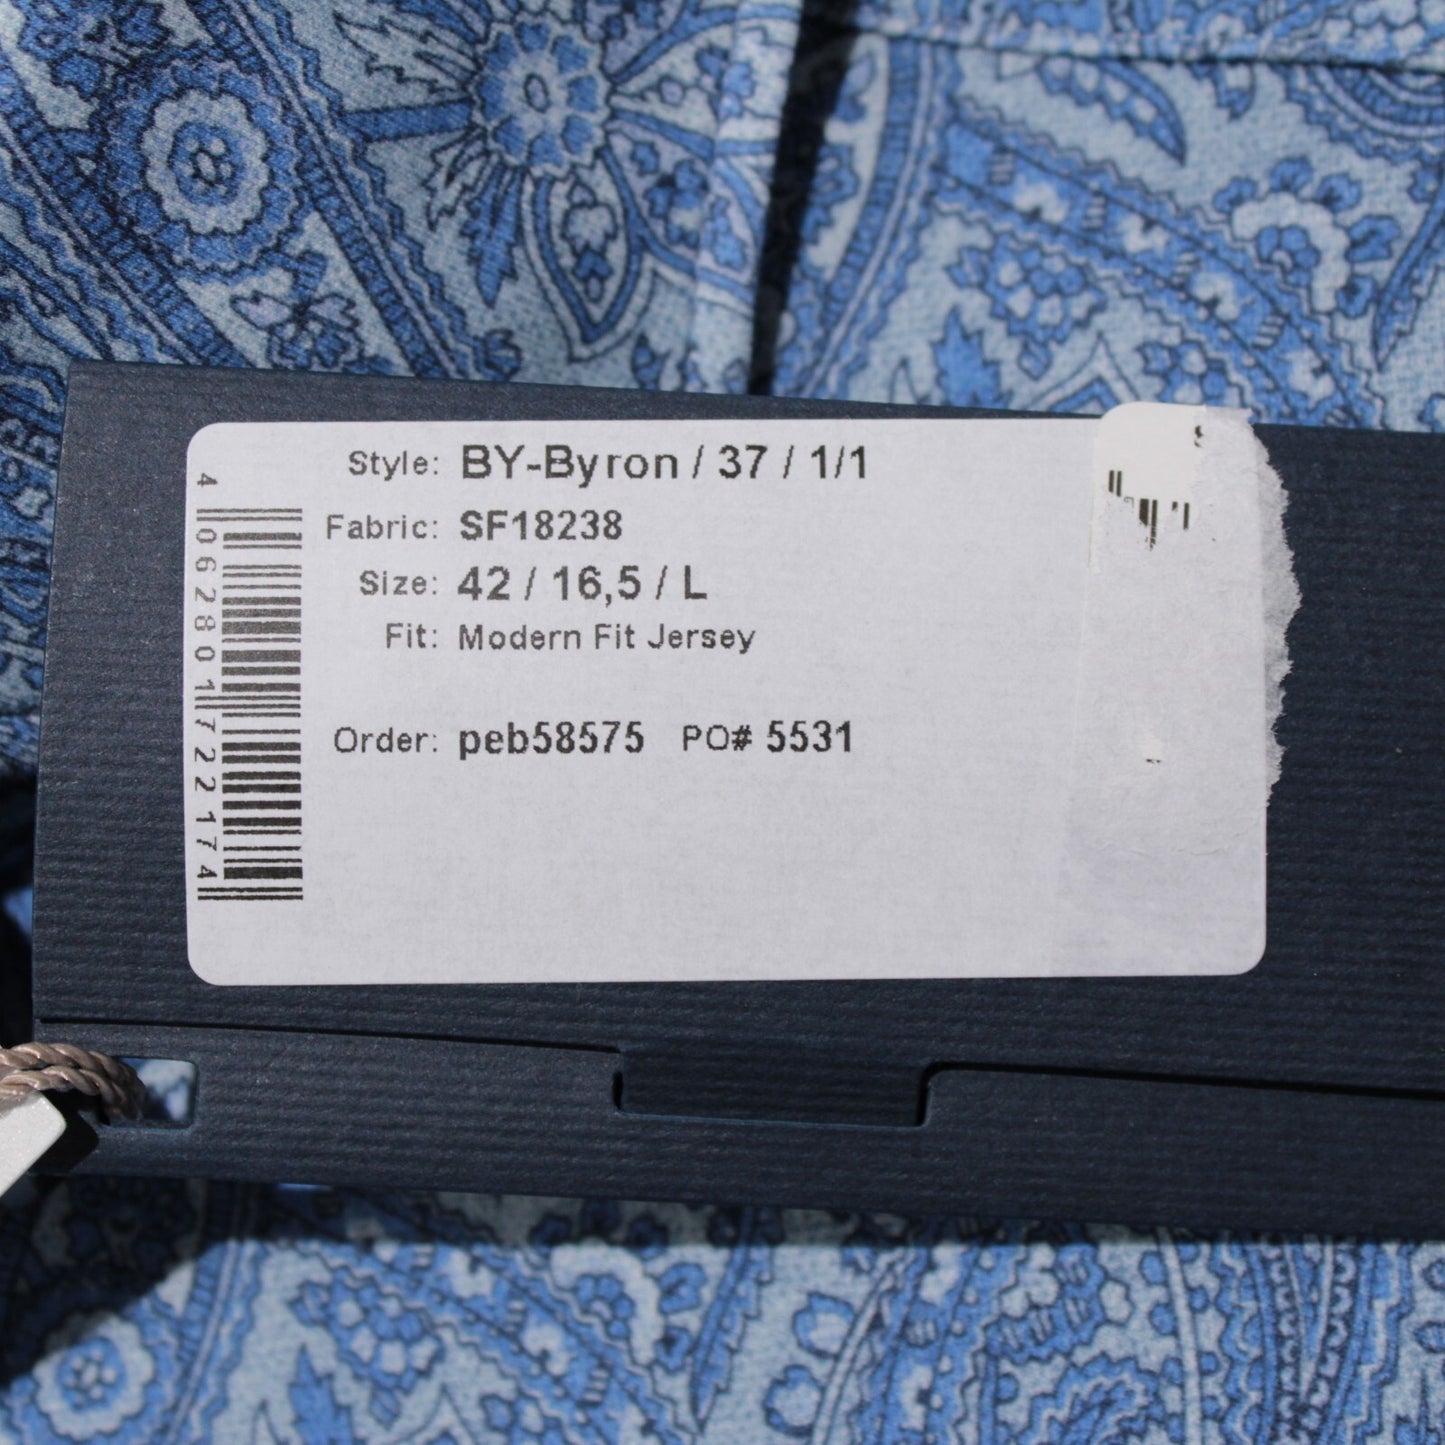 Style: BY-Byron / 37 / 1/1
Fabric: SF18238
Size: 42 / 16,5 / L
Fit: Modern Fit Jersey
Order: peb58575 PO# 5531
4 062801 722174